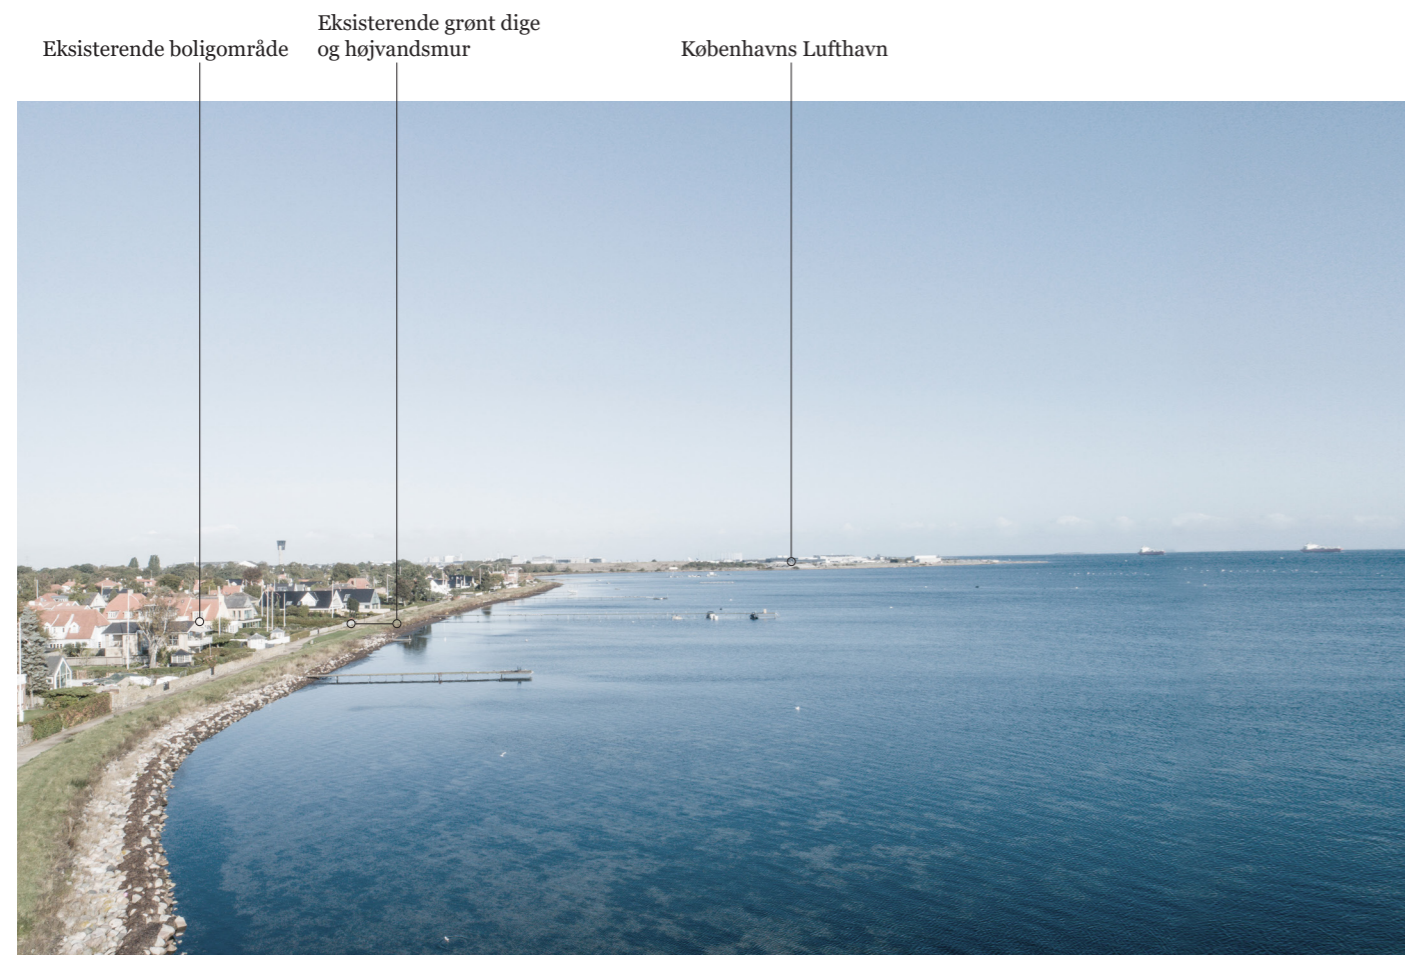 Eksisterende boligområde
Eksisterende grønt dige
og højvandsmur
Københavns Lufthavn